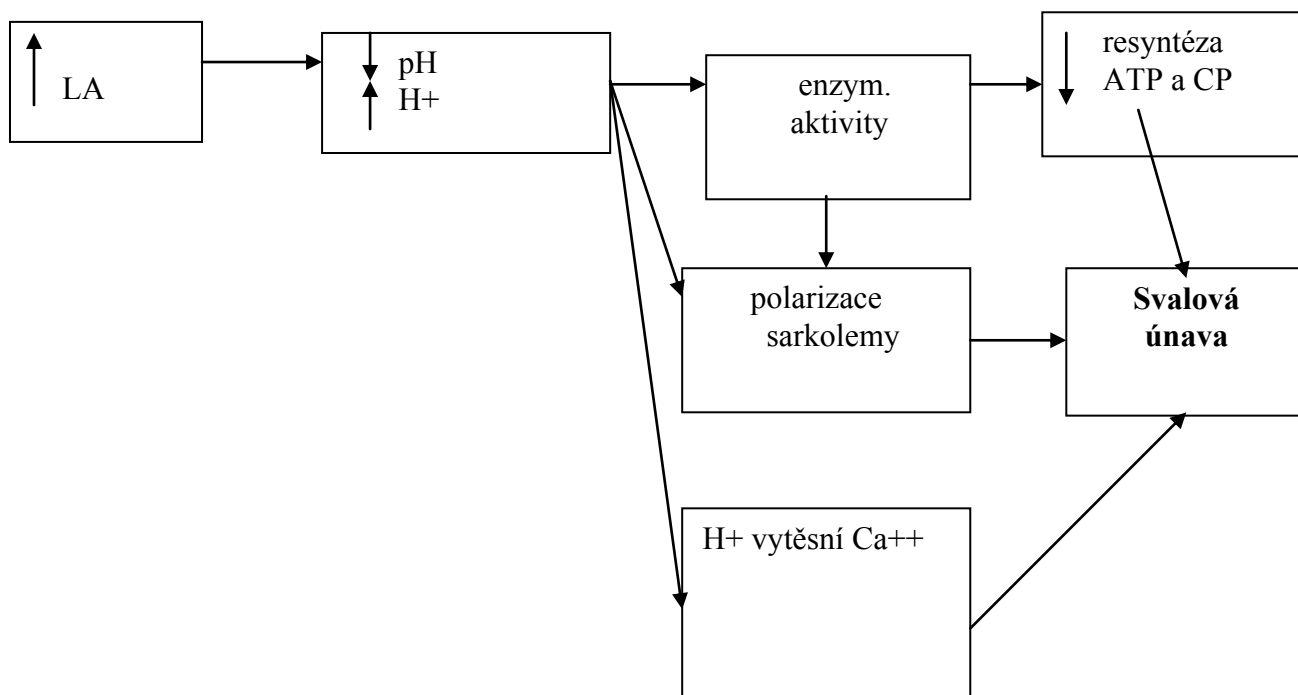 LA
pH
H+
enzym.
aktivity
resyntéza
ATP a CP
polarizace
sarkolemy
Svalová
únava
H+ vytěsní Ca++